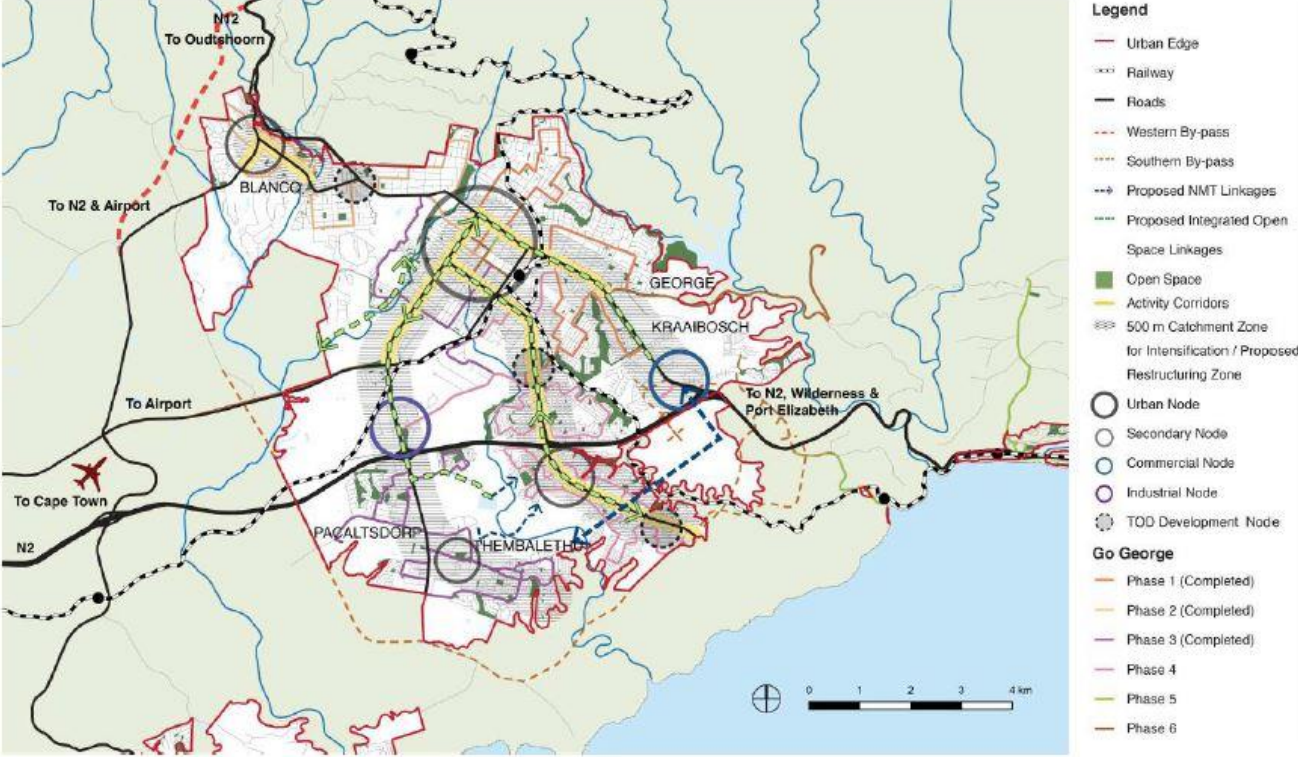 N12
To Oudtshoorn
BLANCO
To N2 & Airport
GEORGE
KRAAIBOSCH
To N2, Wilderness &
Port Elizabeth
To Airport
To Cape Town
N2
PACALTSDORP
THEMBALETHU
0 1 2 3 4 km
Legend
Urban Edge
Railway
Roads
Western By-pass
Southern By-pass
Proposed NMT Linkages
Proposed Integrated Open
Space Linkages
Open Space
Activity Corridors
500 m Catchment Zone
for Intensification / Proposed
Restructuring Zone
Urban Node
Secondary Node
Commercial Node
Industrial Node
TOD Development Node
Go George
Phase 1 (Completed)
Phase 2 (Completed)
Phase 3 (Completed)
Phase 4
Phase 5
Phase 6